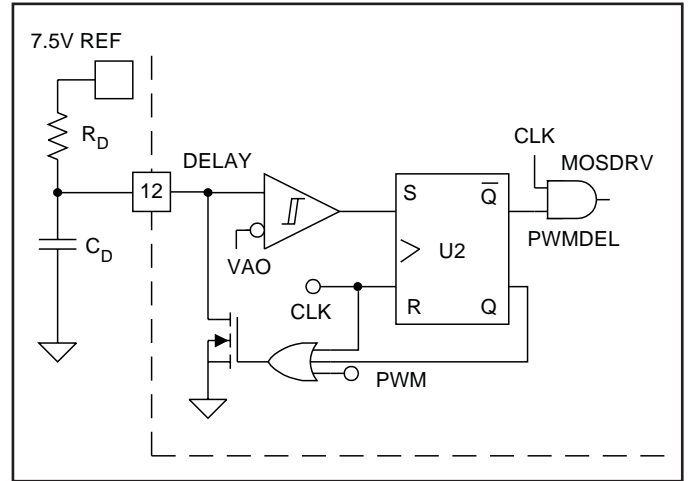 7.5V REF
R_D
CLK
DELAY
MOSDRV
12
S
Q̅
C_D
VAO
U2
PWMDEL
CLK
R
Q
PWM